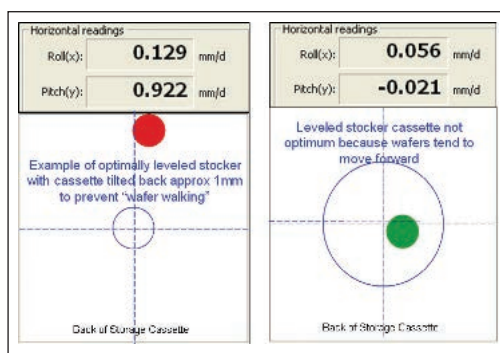 Horizontal readings
Roll(x): 0.129 mm/d
Pitch(y): 0.922 mm/d
Example of optimally leveled stocker
with cassette tilted back approx 1mm
to prevent "wafer walking"
Back of Storage Cassette
Horizontal readings
Roll(x): 0.056 mm/d
Pitch(y): -0.021 mm/d
Leveled stocker cassette not
optimum because wafers tend to
move forward
Back of Storage Cassette